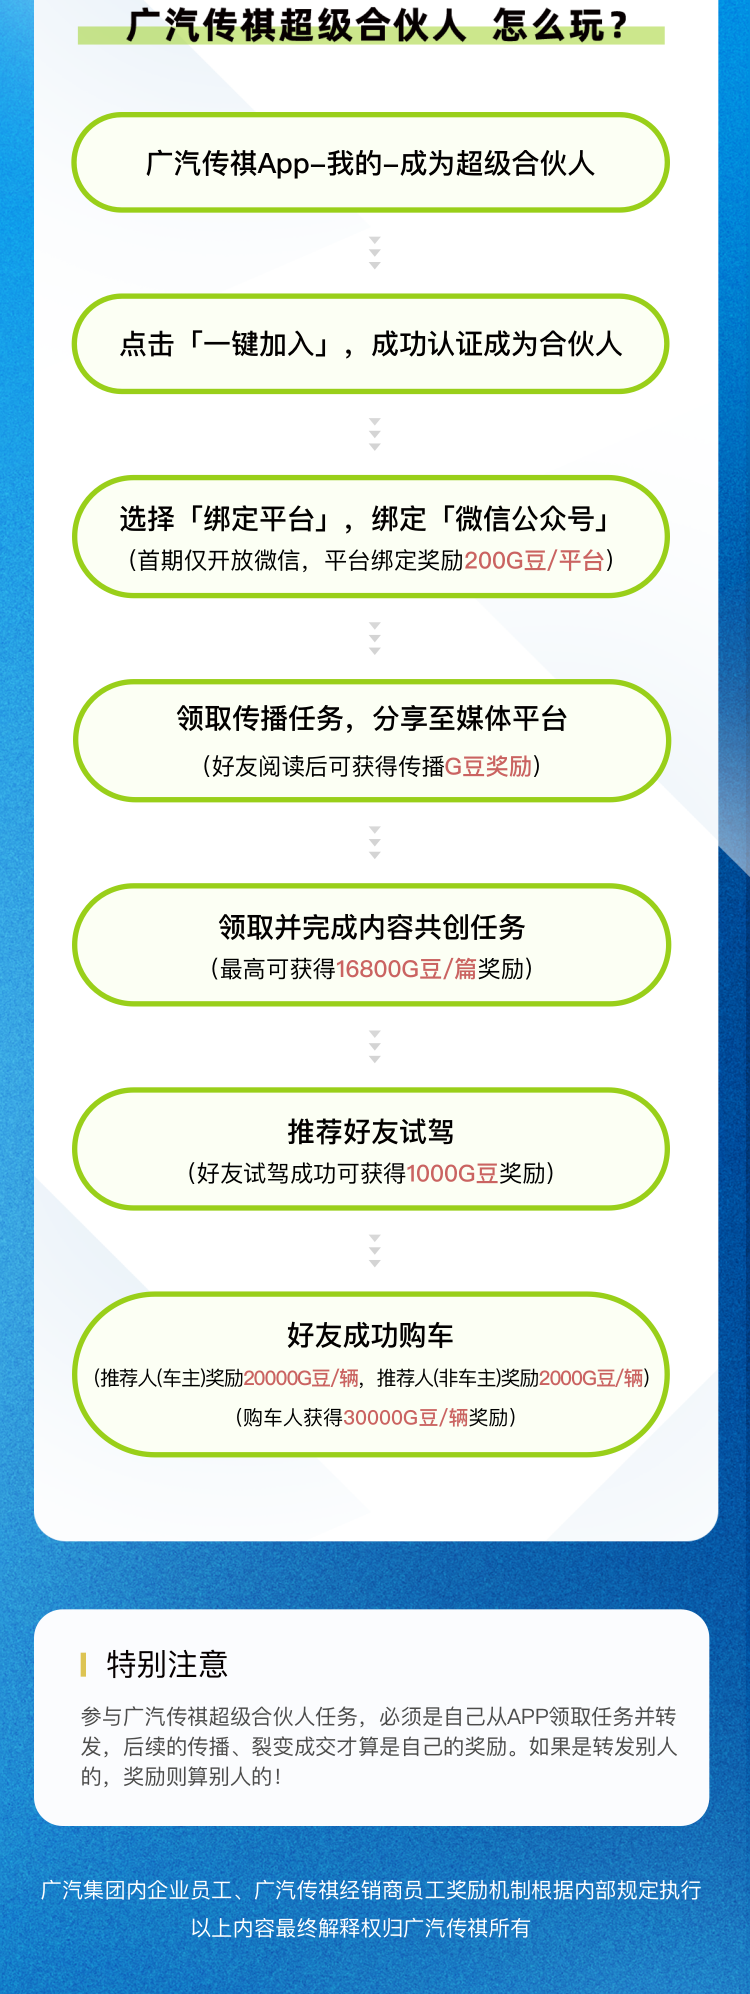 广汽传祺超级合伙人 怎么玩?
广汽传祺App–我的–成为超级合伙人
点击「一键加入」,成功认证成为合伙人
选择「绑定平台」,绑定「微信公众号」
(首期仅开放微信,平台绑定奖励200G豆/平台)
领取传播任务,分享至媒体平台
(好友阅读后可获得传播G豆奖励)
领取并完成内容共创任务
(最高可获得16800G豆/篇奖励)
推荐好友试驾
(好友试驾成功可获得1000G豆奖励)
好友成功购车
(推荐人(车主)奖励20000G豆/辆,推荐人(非车主)奖励2000G豆/辆)
(购车人获得30000G豆/辆奖励)
特别注意
参与广汽传祺超级合伙人任务,必须是自己从APP领取任务并转
发,后续的传播、裂变成交才算是自己的奖励。如果是转发别人
的,奖励则算别人的!
广汽集团内企业员工、广汽传祺经销商员工奖励机制根据内部规定执行
以上内容最终解释权归广汽传祺所有